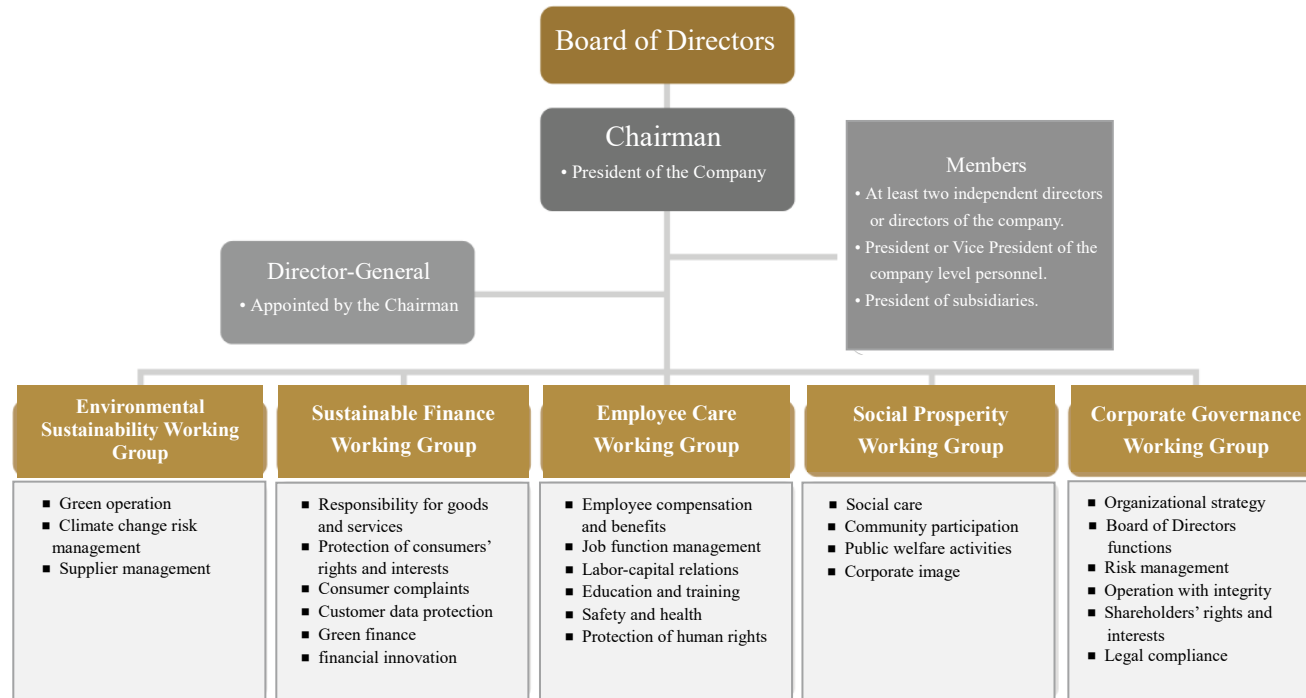 Board of Directors
Chairman
• President of the Company
Members
• At least two independent directors
or directors of the company.
• President or Vice President of the
company level personnel.
• President of subsidiaries.
Director-General
• Appointed by the Chairman
Environmental
Sustainability Working
Group
■ Green operation
■ Climate change risk
management
■ Supplier management
Sustainable Finance
Working Group
■ Responsibility for goods
and services
■ Protection of consumers’
rights and interests
■ Consumer complaints
■ Customer data protection
■ Green finance
■ financial innovation
Employee Care
Working Group
■ Employee compensation
and benefits
■ Job function management
■ Labor-capital relations
■ Education and training
■ Safety and health
■ Protection of human rights
Social Prosperity
Working Group
■ Social care
■ Community participation
■ Public welfare activities
■ Corporate image
Corporate Governance
Working Group
■ Organizational strategy
■ Board of Directors
functions
■ Risk management
■ Operation with integrity
■ Shareholders’ rights and
interests
■ Legal compliance